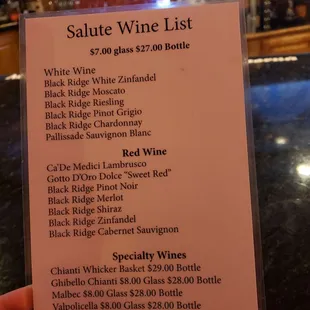 Salute Wine List
$7.00 glass $27.00 Bottle
White Wine
Black Ridge White Zinfandel
Black Ridge Moscato
Black Ridge Riesling
Black Ridge Pinot Grigio
Black Ridge Chardonnay
Pallissade Sauvignon Blanc
Red Wine
Ca'De Medici Lambrusco
Gotto D'Oro Dolce "Sweet Red"
Black Ridge Pinot Noir
Black Ridge Merlot
Black Ridge Shiraz
Black Ridge Zinfandel
Black Ridge Cabernet Sauvignon
Specialty Wines
Chianti Whicker Basket $29.00 Bottle
Ghibello Chianti $8.00 Glass $28.00 Bottle
Malbec $8.00 Glass $28.00 Bottle
Valpolicella $8.00 Glass $28.00 Bottle